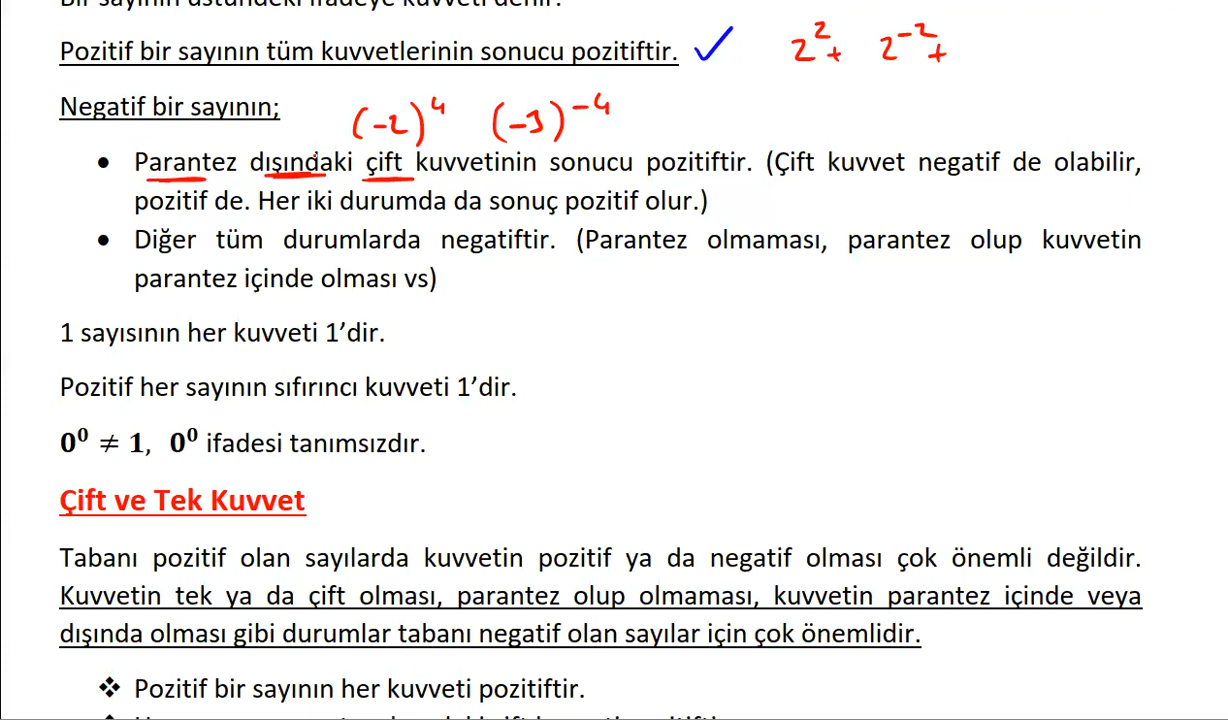 Bir sayının üstündeki ifadeye kuvveti denir.
Pozitif bir sayının tüm kuvvetlerinin sonucu pozitiftir. ✓ 2² + 2⁻² +
Negatif bir sayının; (-2)⁴ (-3)⁻⁴
• Parantez dışındaki çift kuvvetinin sonucu pozitiftir. (Çift kuvvet negatif de olabilir,
pozitif de. Her iki durumda da sonuç pozitif olur.)
• Diğer tüm durumlarda negatiftir. (Parantez olmaması, parantez olup kuvvetin
parantez içinde olması vs)
1 sayısının her kuvveti 1’dir.
Pozitif her sayının sıfırıncı kuvveti 1’dir.
0⁰ ≠ 1, 0⁰ ifadesi tanımsızdır.
Çift ve Tek Kuvvet
Tabanı pozitif olan sayılarda kuvvetin pozitif ya da negatif olması çok önemli değildir.
Kuvvetin tek ya da çift olması, parantez olup olmaması, kuvvetin parantez içinde veya
dışında olması gibi durumlar tabanı negatif olan sayılar için çok önemlidir.
❖ Pozitif bir sayının her kuvveti pozitiftir.